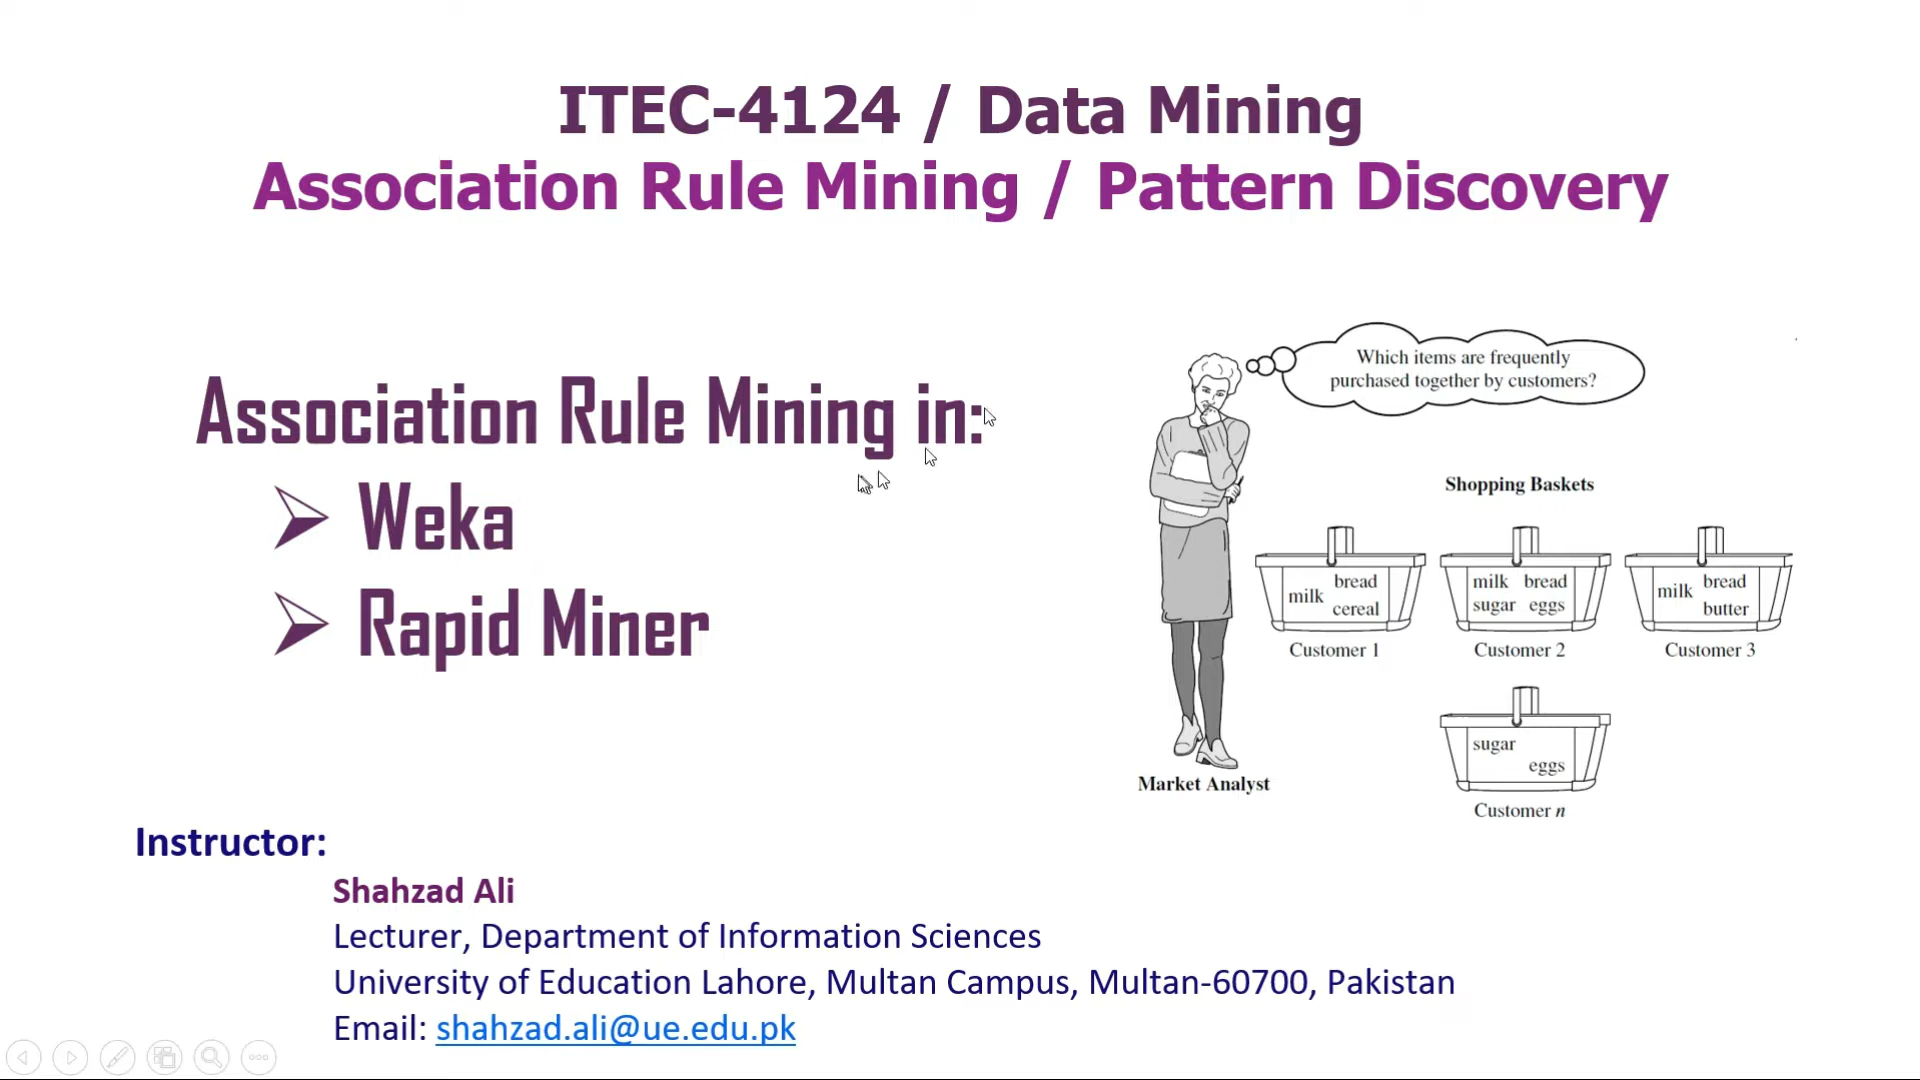 ITEC-4124 / Data Mining
Association Rule Mining / Pattern Discovery
Association Rule Mining in:
Weka
Rapid Miner
Which items are frequently
purchased together by customers?
Shopping Baskets
milk bread
cereal
Customer 1
milk bread
sugar eggs
Customer 2
milk bread
butter
Customer 3
sugar
eggs
Customer n
Market Analyst
Instructor:
Shahzad Ali
Lecturer, Department of Information Sciences
University of Education Lahore, Multan Campus, Multan-60700, Pakistan
Email: shahzad.ali@ue.edu.pk